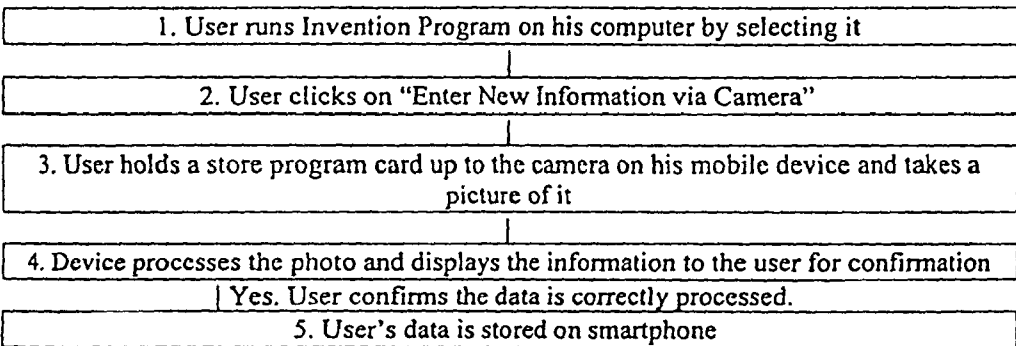 1. User runs Invention Program on his computer by selecting it
2. User clicks on “Enter New Information via Camera”
3. User holds a store program card up to the camera on his mobile device and takes a
picture of it
4. Device processes the photo and displays the information to the user for confirmation
Yes. User confirms the data is correctly processed.
5. User’s data is stored on smartphone